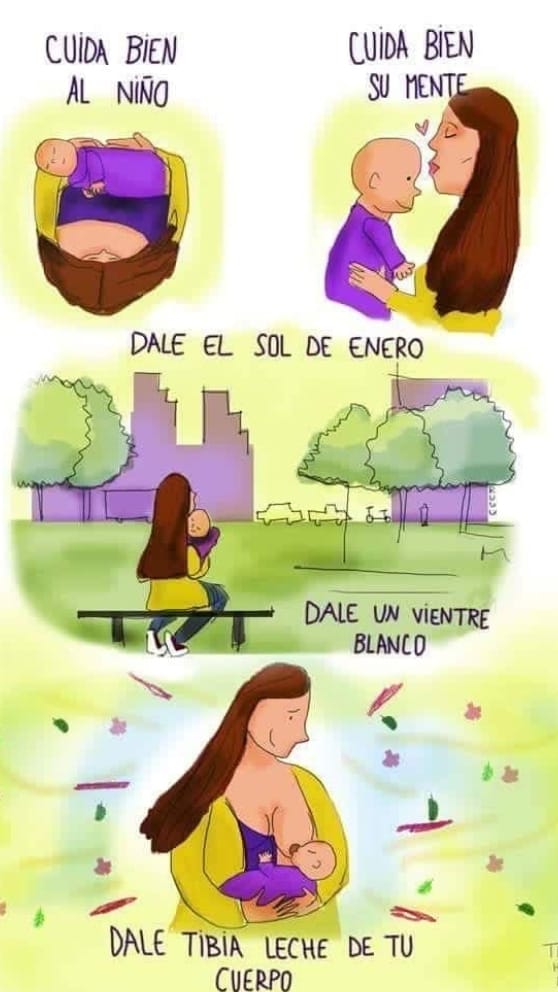 CUIDA BIEN
AL NIÑO
CUIDA BIEN
SU MENTE
DALE EL SOL DE ENERO
DALE UN VIENTRE
BLANCO
DALE TIBIA LECHE DE TU
CUERPO